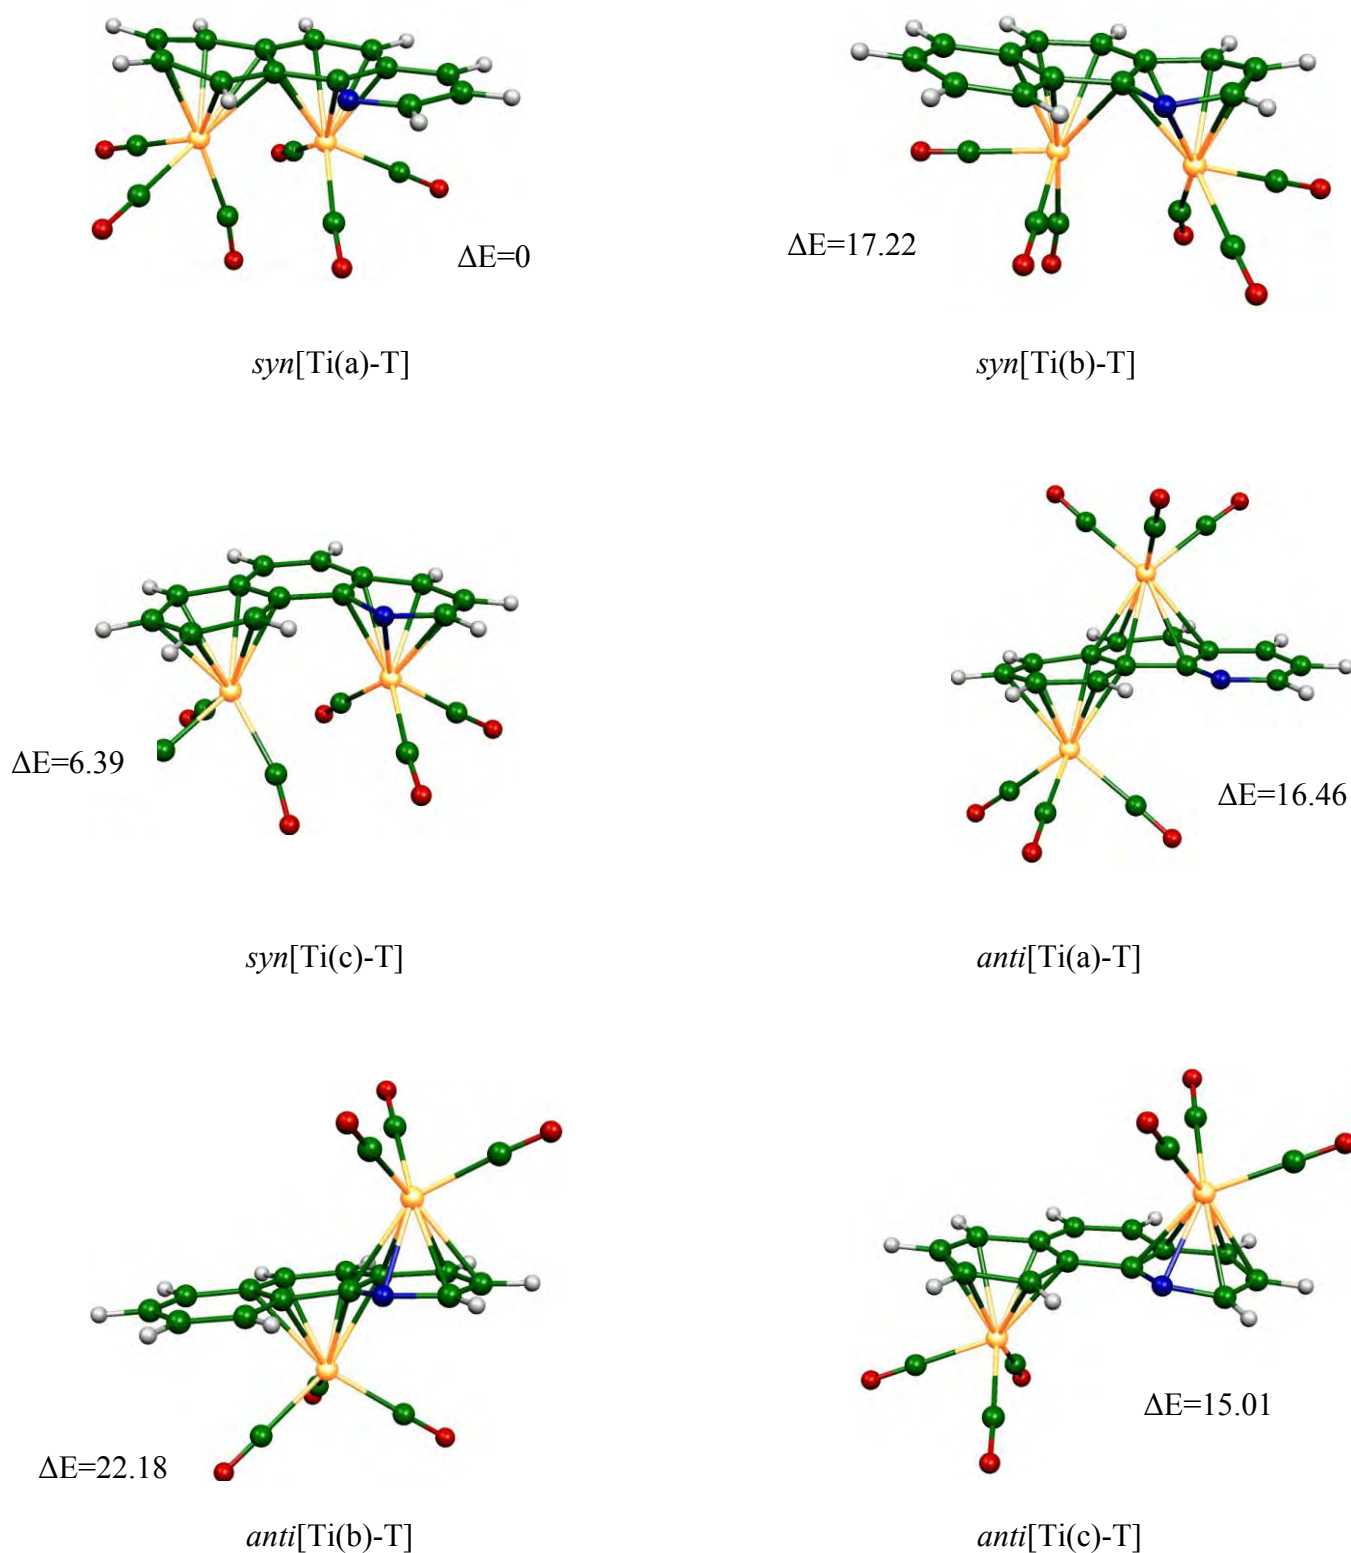 ΔE=0
ΔE=17.22
syn[Ti(a)-T]
syn[Ti(b)-T]
ΔE=6.39
ΔE=16.46
syn[Ti(c)-T]
anti[Ti(a)-T]
ΔE=22.18
ΔE=15.01
anti[Ti(b)-T]
anti[Ti(c)-T]